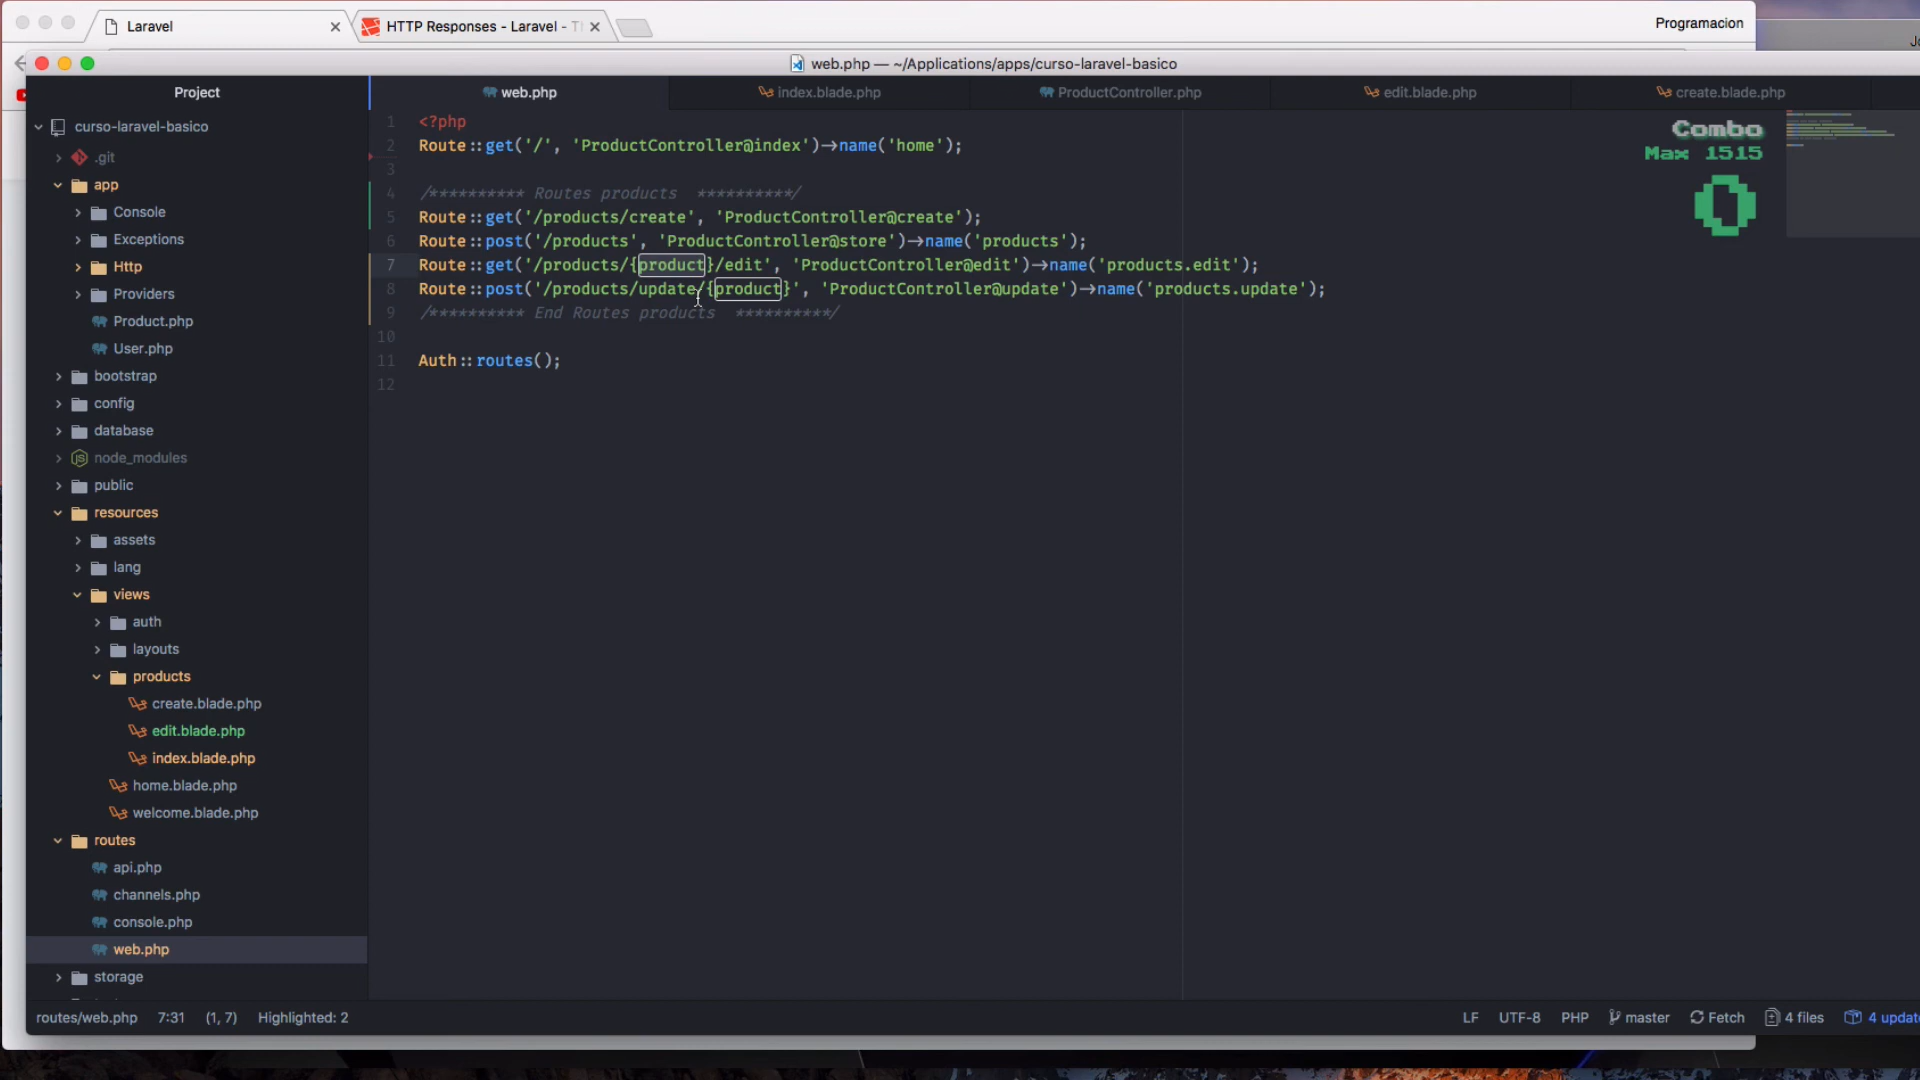 Laravel
HTTP Responses - Laravel - T
Programacion
web.php — ~/Applications/apps/curso-laravel-basico
Project
web.php
index.blade.php
ProductController.php
edit.blade.php
create.blade.php
curso-laravel-basico
.git
app
Console
Exceptions
Http
Providers
Product.php
User.php
bootstrap
config
database
node_modules
public
resources
assets
lang
views
auth
layouts
products
create.blade.php
edit.blade.php
index.blade.php
home.blade.php
welcome.blade.php
routes
api.php
channels.php
console.php
web.php
storage
1 <?php
2 Route::get('/', 'ProductController@index')->name('home');
3
4 /********** Routes products **********/
5 Route::get('/products/create', 'ProductController@create');
6 Route::post('/products', 'ProductController@store')->name('products');
7 Route::get('/products/{product}/edit', 'ProductController@edit')->name('products.edit');
8 Route::post('/products/update/{product}', 'ProductController@update')->name('products.update');
9 /********** End Routes products **********/
10
11 Auth::routes();
12
Combo
Max 1515
0
routes/web.php 7:31 (1, 7) Highlighted: 2
LF UTF-8 PHP master Fetch 4 files 4 updat